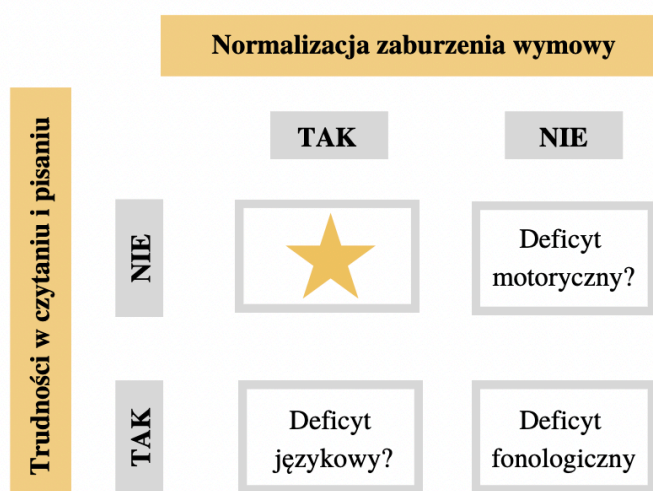 Normalizacja zaburzenia wymowy
Trudności w czytaniu i pisaniu
TAK
NIE
NIE
Deficyt
motoryczny?
TAK
Deficyt
językowy?
Deficyt
fonologiczny